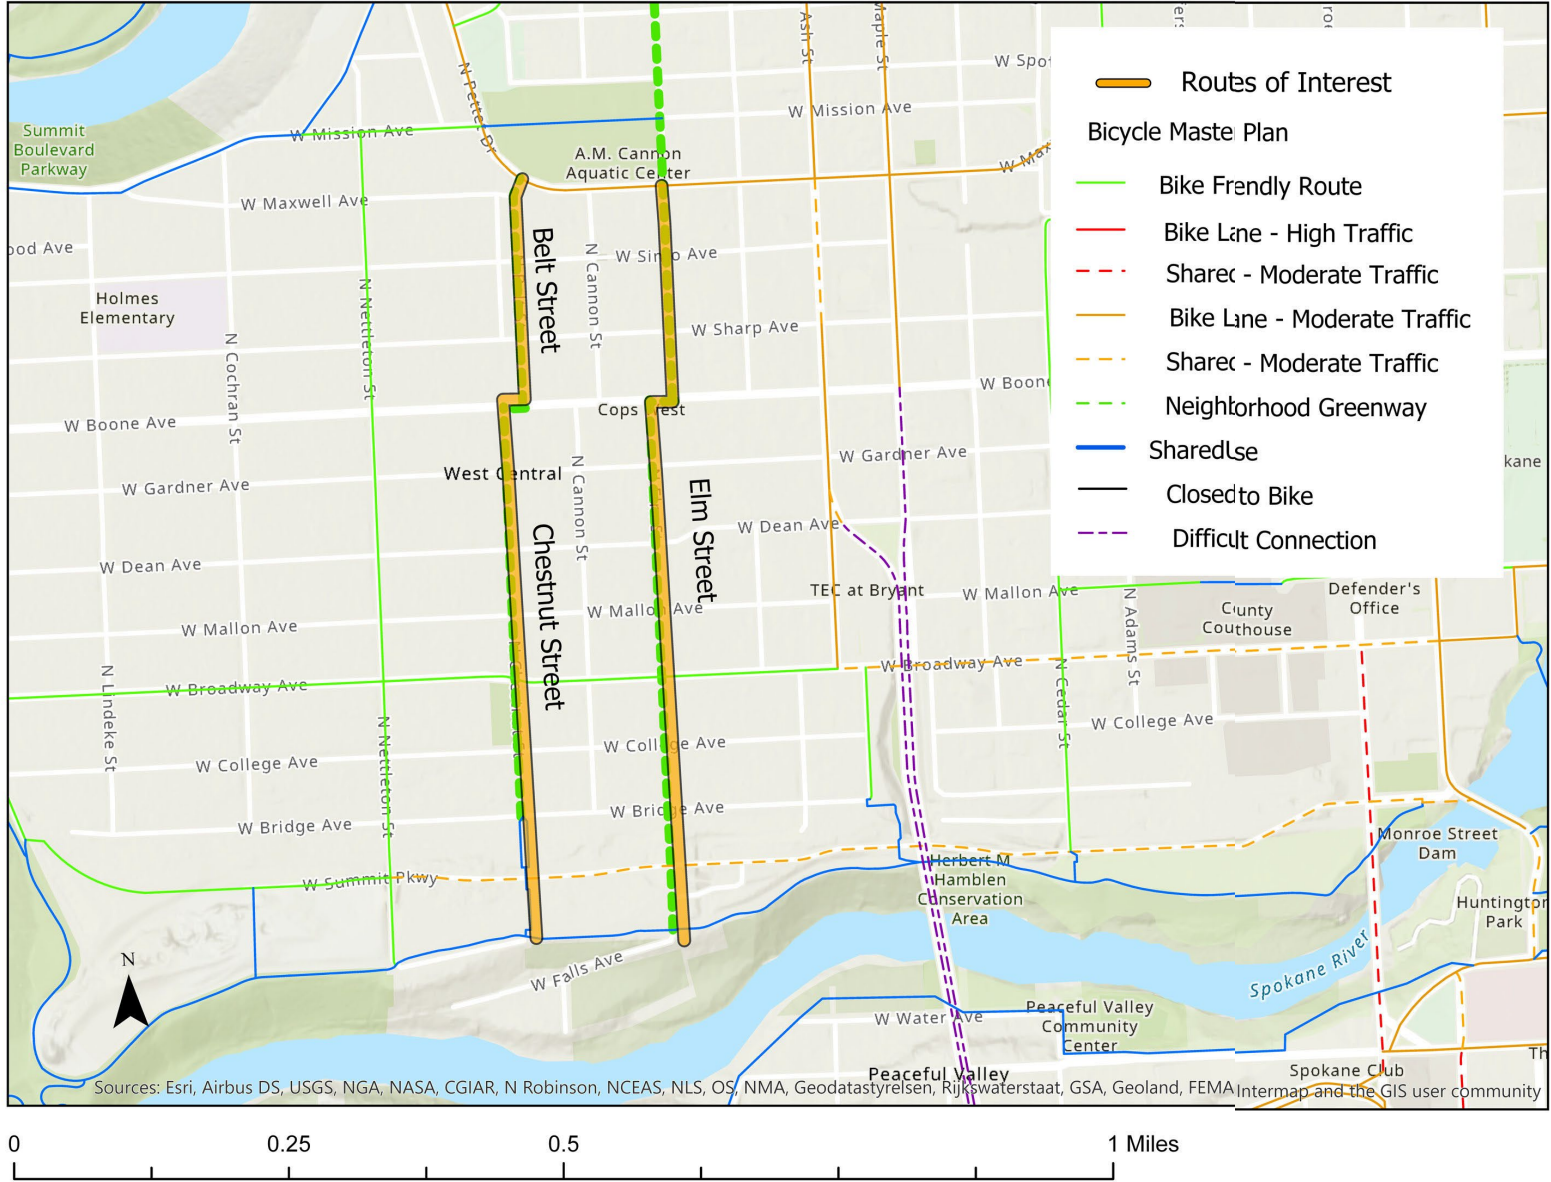 Ash St
Maple St
N Pettet Dr
W Mission Ave
W Mission Ave
Summit
Boulevard
Parkway
A.M. Cannon
Aquatic Center
W Maxwell Ave
Routes of Interest
Bicycle Maste Plan
Bike Frendly Route
Bike Lane - High Traffic
Shared - Moderate Traffic
Bike Lane - Moderate Traffic
Shared - Moderate Traffic
Neighborhood Greenway
SharedUse
Closed to Bike
Difficult Connection
ood Ave
Holmes
Elementary
N Cochran St
N Nettleton St
Belt Street
N Cannon St
W Sharp Ave
W Boone
W Boone Ave
W Gardner Ave
W Gardner Ave
West Central
N Cannon St
Elm Street
Chestnut Street
W Dean Ave
W Dean Ave
kane
TEC at Bryant
W Mallon Ave
W Mallon Ave
W Mallon Ave
N Adams St
County
Courthouse
Defender's
Office
W Broadway Ave
W Broadway Ave
N Lindeke St
N Nettleton St
N Cedar St
W College Ave
W College Ave
W College Ave
W Bridge Ave
W Bridge Ave
W Summit Pkwy
Herbert M
Hamblen
Conservation
Area
Monroe Street
Dam
Huntington
Park
Spokane River
W Falls Ave
N
W Water Ave
Peaceful Valley
Community
Center
Peaceful Valley
Spokane Club
Th
Sources: Esri, Airbus DS, USGS, NGA, NASA, CGIAR, N Robinson, NCEAS, NLS, OS, NMA, Geodatastyrelsen, Rijkswaterstaat, GSA, Geoland, FEMA Intermap and the GIS user community
0 0.25 0.5 1 Miles